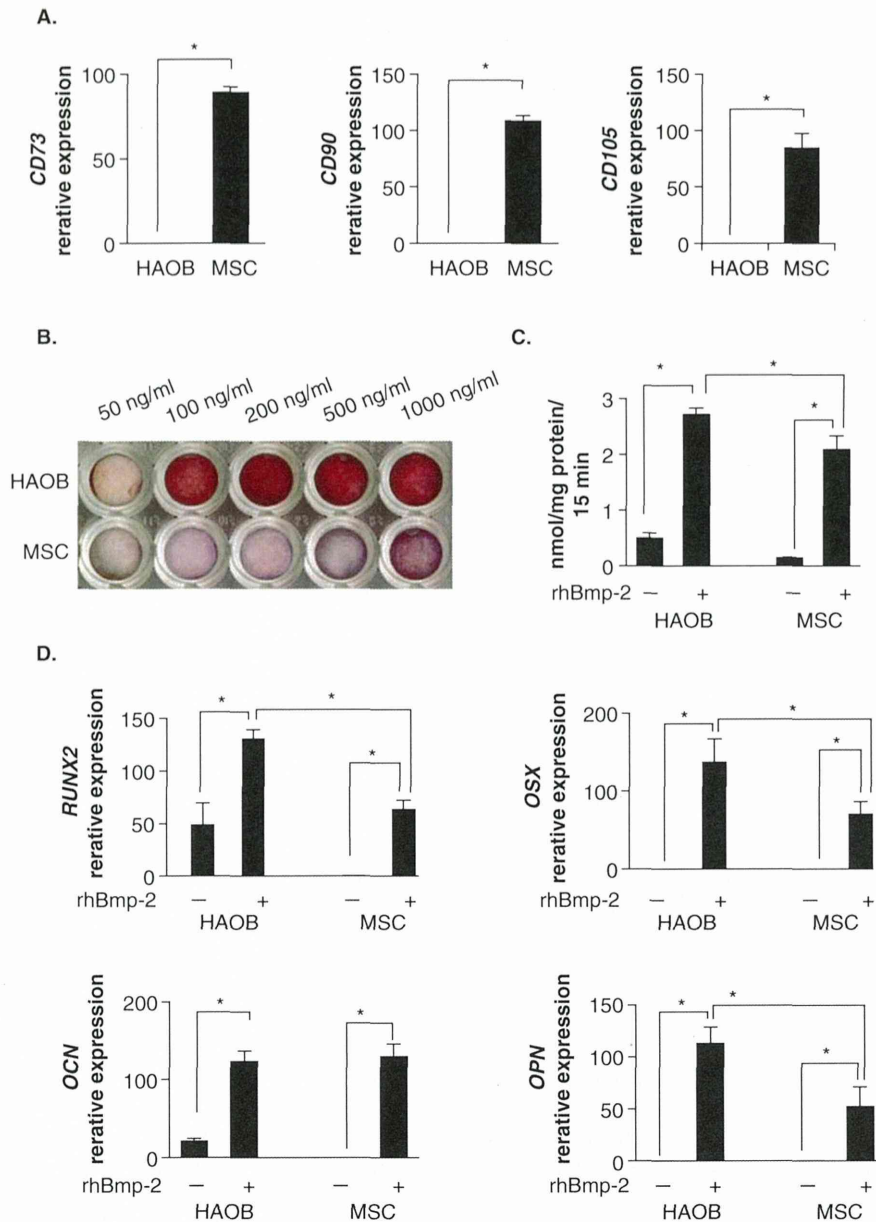 A.
CD73
rerative expression
100
50
0
*
HAOB MSC
CD90
rerative expression
150
100
50
0
*
HAOB MSC
CD105
rerative expression
150
100
50
0
*
HAOB MSC
B.
50 ng/ml
100 ng/ml
200 ng/ml
500 ng/ml
1000 ng/ml
HAOB
MSC
C.
nmol/mg protein/
15 min
3
2
1
0
*
*
*
rhBmp-2 — + — +
HAOB MSC
D.
RUNX2
rerative expression
150
100
50
0
*
*
*
rhBmp-2 — + — +
HAOB MSC
OSX
rerative expression
200
100
0
*
*
*
rhBmp-2 — + — +
HAOB MSC
OCN
rerative expression
200
100
0
*
*
rhBmp-2 — + — +
HAOB MSC
OPN
rerative expression
150
100
50
0
*
*
*
rhBmp-2 — + — +
HAOB MSC